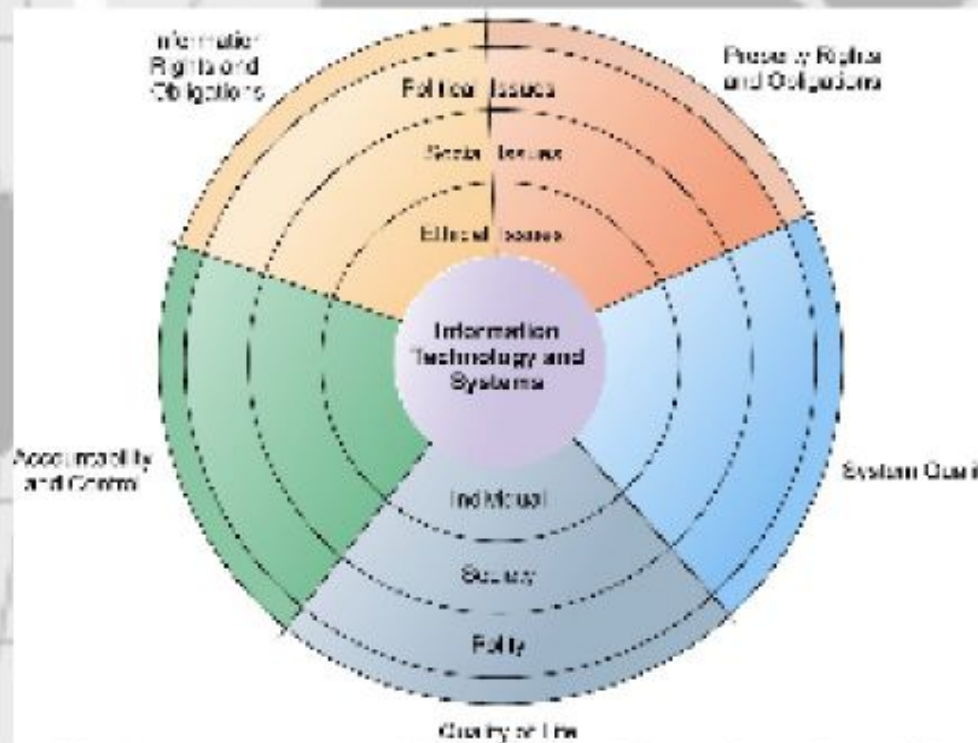 Information
Rights and
Obligations
Property Rights
and Obligations
Political Issues
Social Issues
Ethical Issues
Information
Technology and
Systems
Accountability
and Control
System Quali
Individual
Society
Polity
Quality of Life